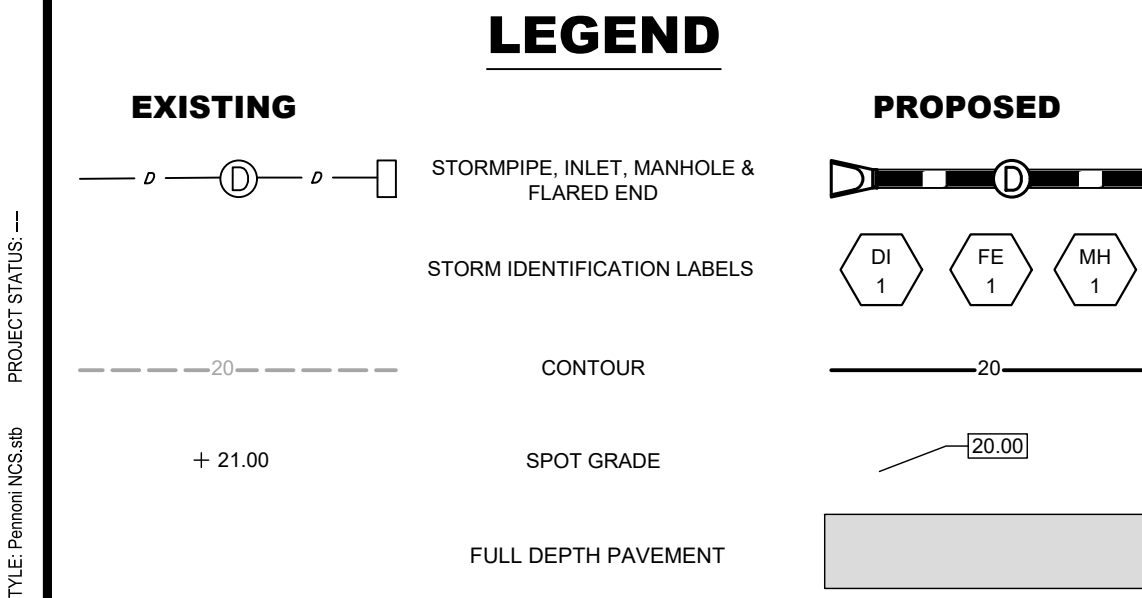 LEGEND
EXISTING
PROPOSED
D D D
STORMPIPE, INLET, MANHOLE &
FLARED END
D
STORM IDENTIFICATION LABELS
DI
1
FE
1
MH
1
20
CONTOUR
20
+ 21.00
SPOT GRADE
20.00
FULL DEPTH PAVEMENT
TYLE: Pennoni NCS.stb PROJECT STATUS: ----